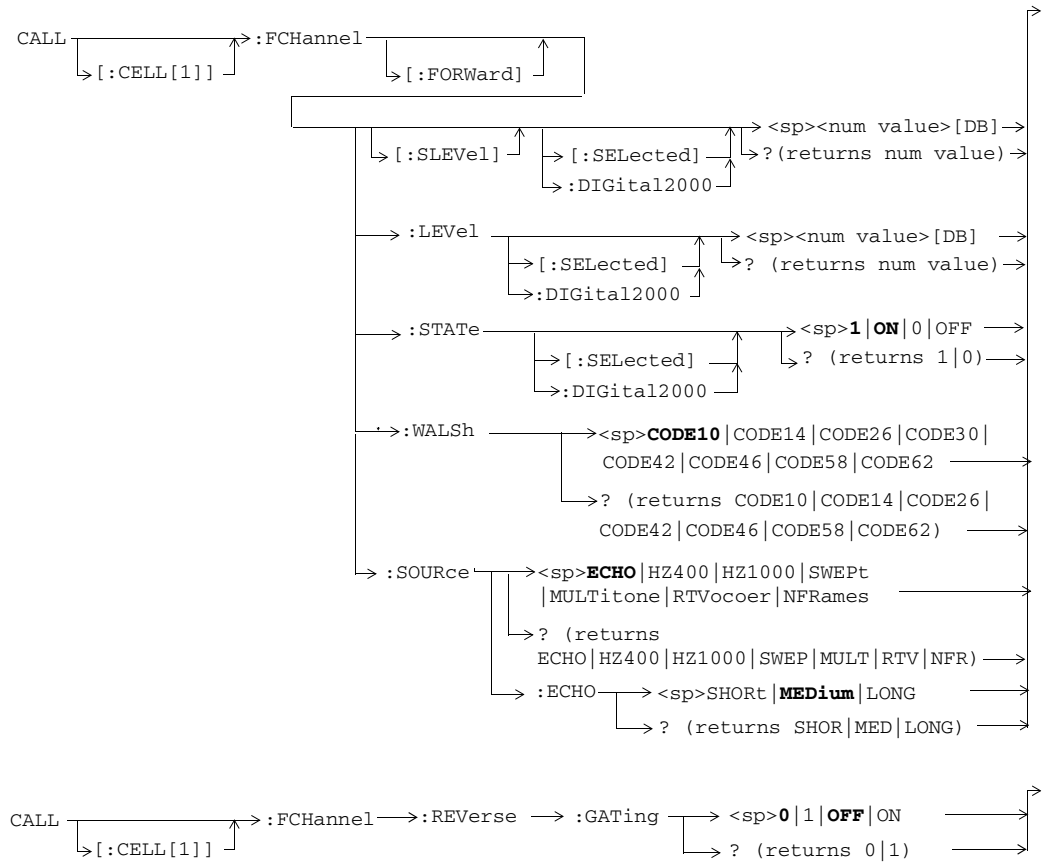 CALL :FCHannel
[:CELL[1]] [:FORWard]
<sp><num value>[DB]
[:SLEVel] [:SELected] ?(returns num value)
:DIGital2000
:LEVel <sp><num value>[DB]
[:SELected] ? (returns num value)
:DIGital2000
:STATe <sp>1|ON|0|OFF
[:SELected] ? (returns 1|0)
:DIGital2000
:WALSh <sp>CODE10|CODE14|CODE26|CODE30|
CODE42|CODE46|CODE58|CODE62
? (returns CODE10|CODE14|CODE26|
CODE42|CODE46|CODE58|CODE62)
:SOURce <sp>ECHO|HZ400|HZ1000|SWEPt
|MULTitone|RTVocoer|NFRames
? (returns
ECHO|HZ400|HZ1000|SWEP|MULT|RTV|NFR)
:ECHO <sp>SHORt|MEDium|LONG
? (returns SHOR|MED|LONG)
CALL :FCHannel :REVerse :GATing <sp>0|1|OFF|ON
[:CELL[1]] ? (returns 0|1)